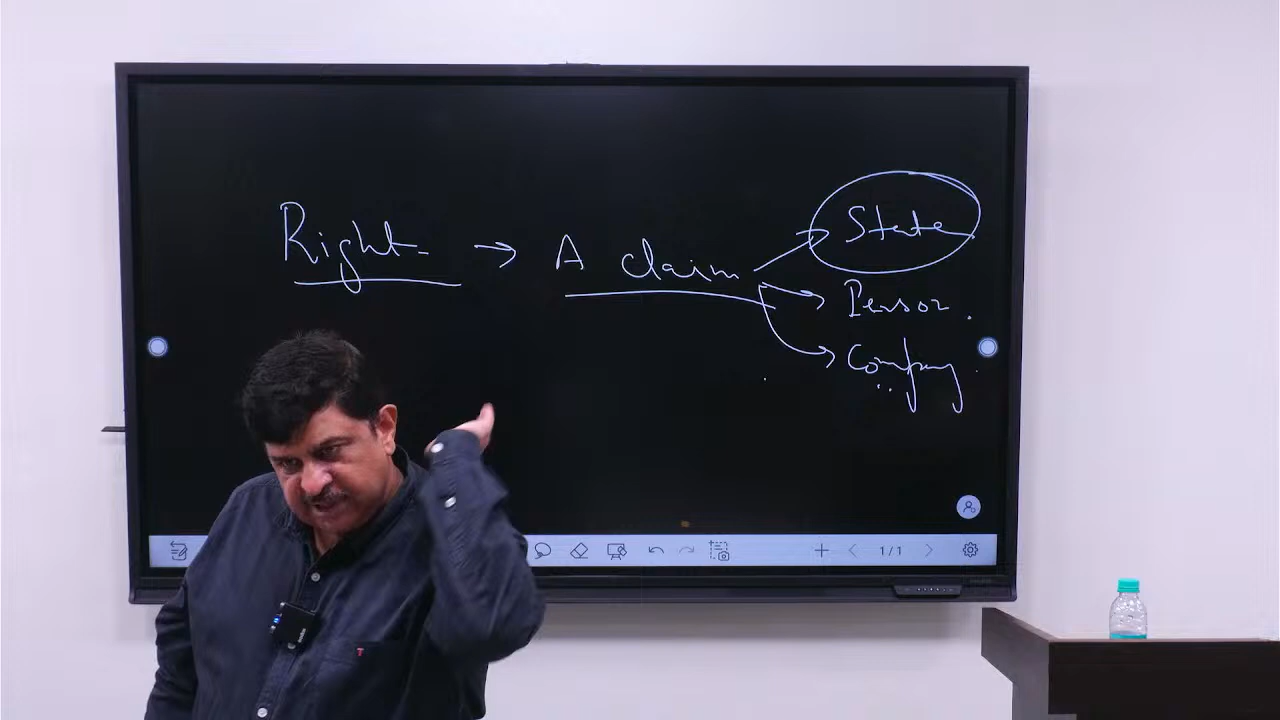 Right → A claim → State
→ Person.
→ Company
1/1
T